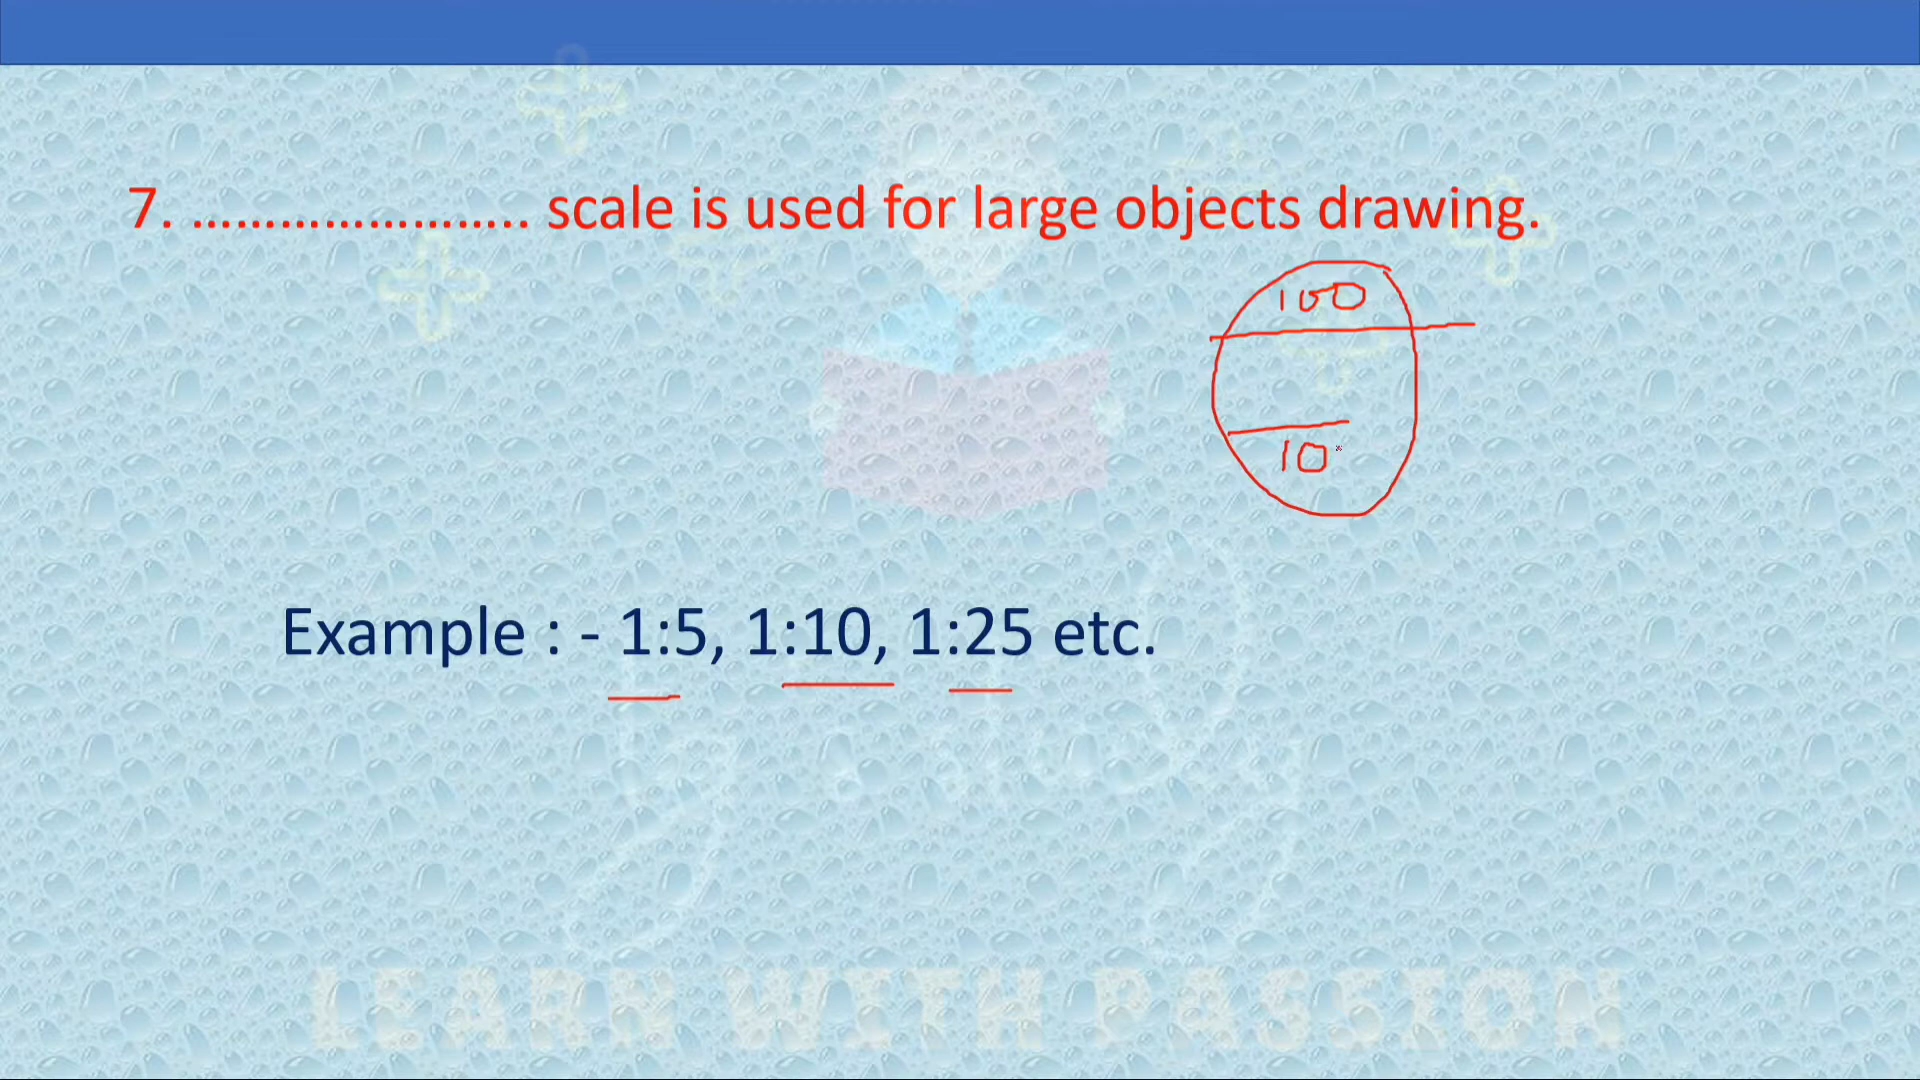 7. ........................ scale is used for large objects drawing.
100
10
Example : - 1:5, 1:10, 1:25 etc.
LEARN WITH PASSION